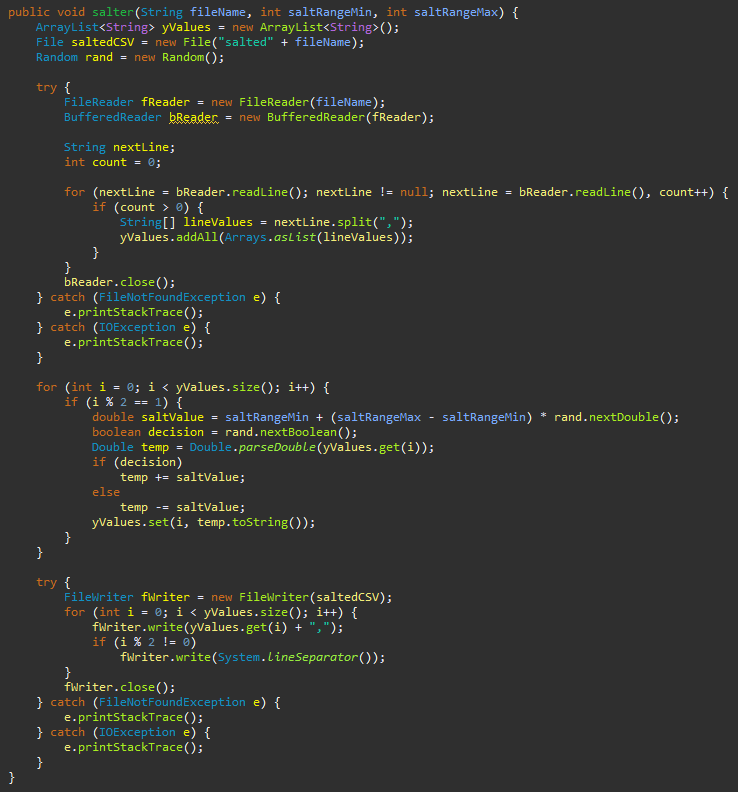 public void salter(String fileName, int saltRangeMin, int saltRangeMax) {
    ArrayList<String> yValues = new ArrayList<String>();
    File saltedCSV = new File("salted" + fileName);
    Random rand = new Random();

    try {
        FileReader fReader = new FileReader(fileName);
        BufferedReader bReader = new BufferedReader(fReader);

        String nextLine;
        int count = 0;

        for (nextLine = bReader.readLine(); nextLine != null; nextLine = bReader.readLine(), count++) {
            if (count > 0) {
                String[] lineValues = nextLine.split(",");
                yValues.addAll(Arrays.asList(lineValues));
            }
        }
        bReader.close();
    } catch (FileNotFoundException e) {
        e.printStackTrace();
    } catch (IOException e) {
        e.printStackTrace();
    }

    for (int i = 0; i < yValues.size(); i++) {
        if (i % 2 == 1) {
            double saltValue = saltRangeMin + (saltRangeMax - saltRangeMin) * rand.nextDouble();
            boolean decision = rand.nextBoolean();
            Double temp = Double.parseDouble(yValues.get(i));
            if (decision)
                temp += saltValue;
            else
                temp -= saltValue;
            yValues.set(i, temp.toString());
        }
    }

    try {
        FileWriter fWriter = new FileWriter(saltedCSV);
        for (int i = 0; i < yValues.size(); i++) {
            fWriter.write(yValues.get(i) + ",");
            if (i % 2 != 0)
                fWriter.write(System.lineSeparator());
        }
        fWriter.close();
    } catch (FileNotFoundException e) {
        e.printStackTrace();
    } catch (IOException e) {
        e.printStackTrace();
    }
}